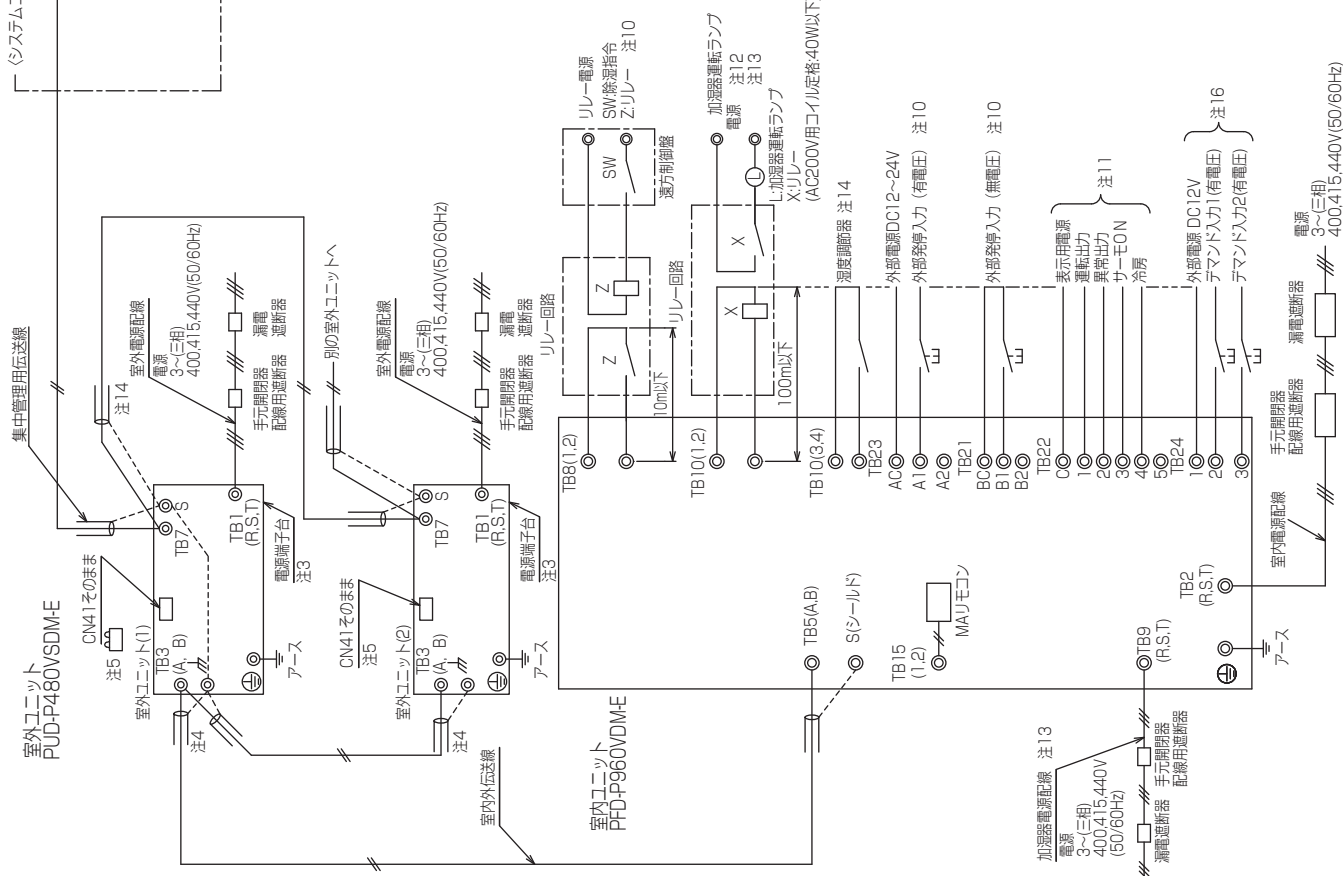 〈システムコ
集中管理用伝送線
注14
室外電源配線
電源
3~(三相)
400,415,440V(50/60Hz)
手元開閉器
配線用遮断器
漏電
遮断器
室外ユニット
PUD-P480VSDM-E
CN41そのまま
注5
室外ユニット(1)
TB3
(A, B)
TB7
S
TB1
(R,S,T)
電源端子台
注3
アース
注4
別の室外ユニットへ
室外電源配線
電源
3~(三相)
400,415,440V(50/60Hz)
手元開閉器
配線用遮断器
漏電
遮断器
CN41そのまま
注5
室外ユニット(2)
TB3
(A, B)
TB7
S
TB1
(R,S,T)
電源端子台
注3
アース
注4
室内外伝送線
室内ユニット
PFD-P960VDM-E
リレー回路
Z
Z
10m以下
リレー電源
SW:除湿指令
Z:リレー 注10
SW
遠方制御盤
リレー回路
X
X
100m以下
加湿器運転ランプ
電源 注12
注13
L
L:加湿器運転ランプ
X:リレー
(AC200V用コイル定格:40W以下
TB8(1,2)
TB10(1,2)
TB10(3,4)
湿度調節器 注14
TB23
AC
A1
A2
外部電源DC12~24V
外部発停入力(有電圧) 注10
TB21
BC
B1
B2
外部発停入力(無電圧) 注10
TB22
C
1
2
3
4
5
表示用電源
運転出力
異常出力
サーモON
冷房
注11
TB24
1
2
3
外部電源 DC12V
デマンド入力1(有電圧)
デマンド入力2(有電圧)
注16
TB5(A,B)
S(シールド)
TB15
(1,2)
MAリモコン
TB9
(R,S,T)
TB2
(R,S,T)
アース
室内電源配線
手元開閉器
配線用遮断器
漏電遮断器
電源
3~(三相)
400,415,440V(50/60Hz)
加湿器電源配線 注13
電源
3~(三相)
400,415,440V
(50/60Hz)
漏電遮断器
手元開閉器
配線用遮断器